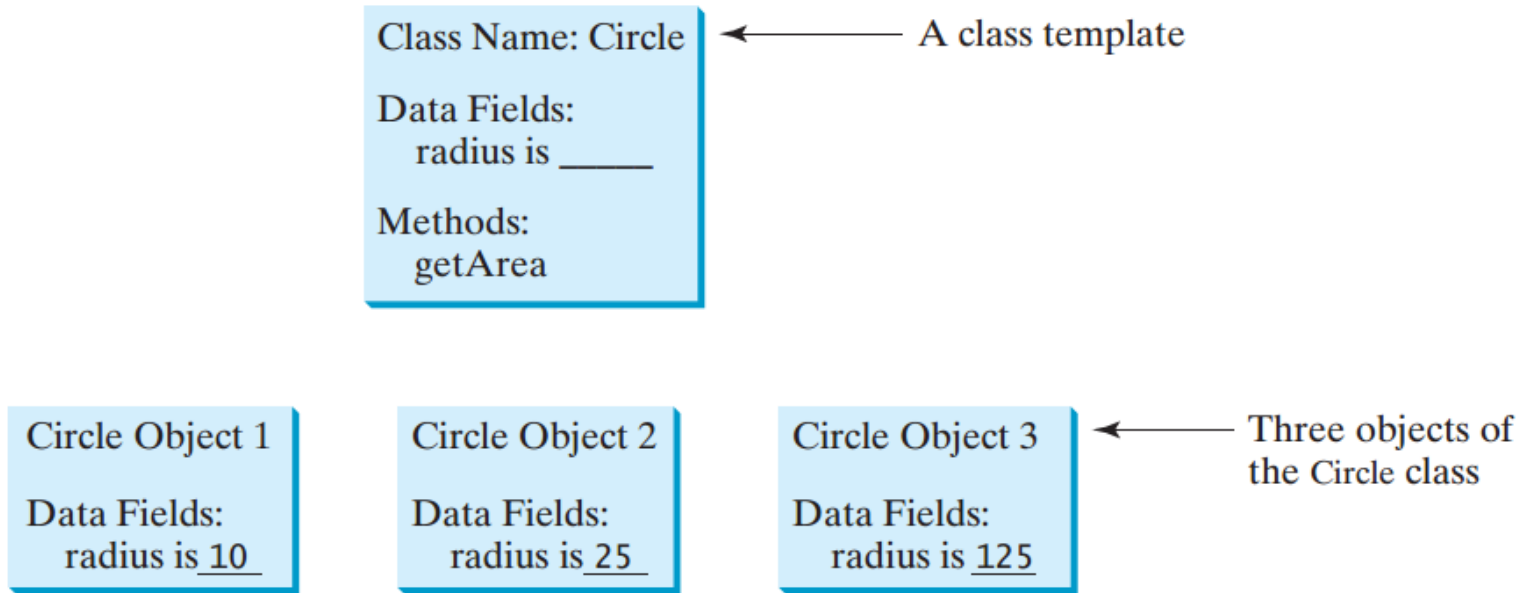 Class Name: Circle
A class template
Data Fields:
radius is _____
Methods:
getArea
Circle Object 1
Data Fields:
radius is 10
Circle Object 2
Data Fields:
radius is 25
Circle Object 3
Data Fields:
radius is 125
Three objects of
the Circle class